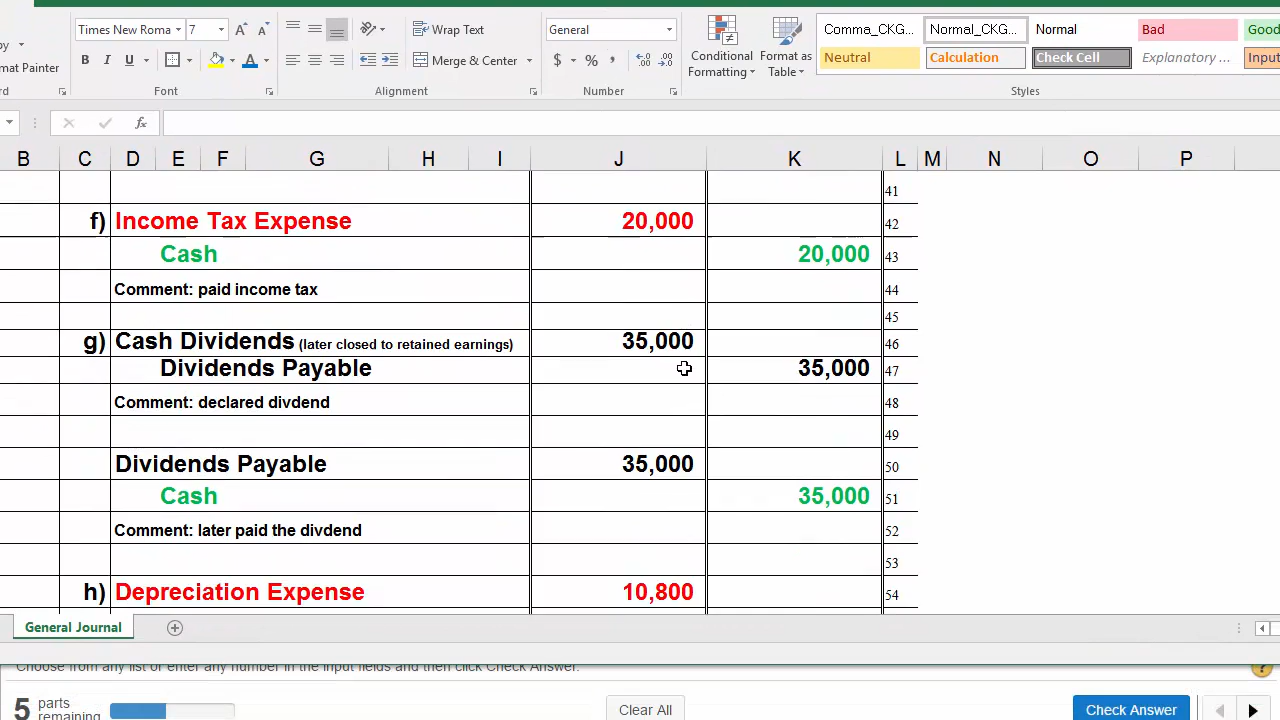 Times New Roma 7 A A Wrap Text General Comma_CKG... Normal_CKG... Normal Bad Good
B I U A Merge & Center $ % , Conditional Formatting Format as Table Neutral Calculation Check Cell Explanatory ... Input
rmat Painter
Font Alignment Number Styles
fx
B C D E F G H I J K L M N O P
41
f) Income Tax Expense 20,000 42
Cash 20,000 43
Comment: paid income tax 44
45
g) Cash Dividends (later closed to retained earnings) 35,000 46
Dividends Payable 35,000 47
Comment: declared divdend 48
49
Dividends Payable 35,000 50
Cash 35,000 51
Comment: later paid the divdend 52
53
h) Depreciation Expense 10,800 54
General Journal
Choose from any list or enter any number in the input fields and then click Check Answer.
5 parts remaining Clear All Check Answer